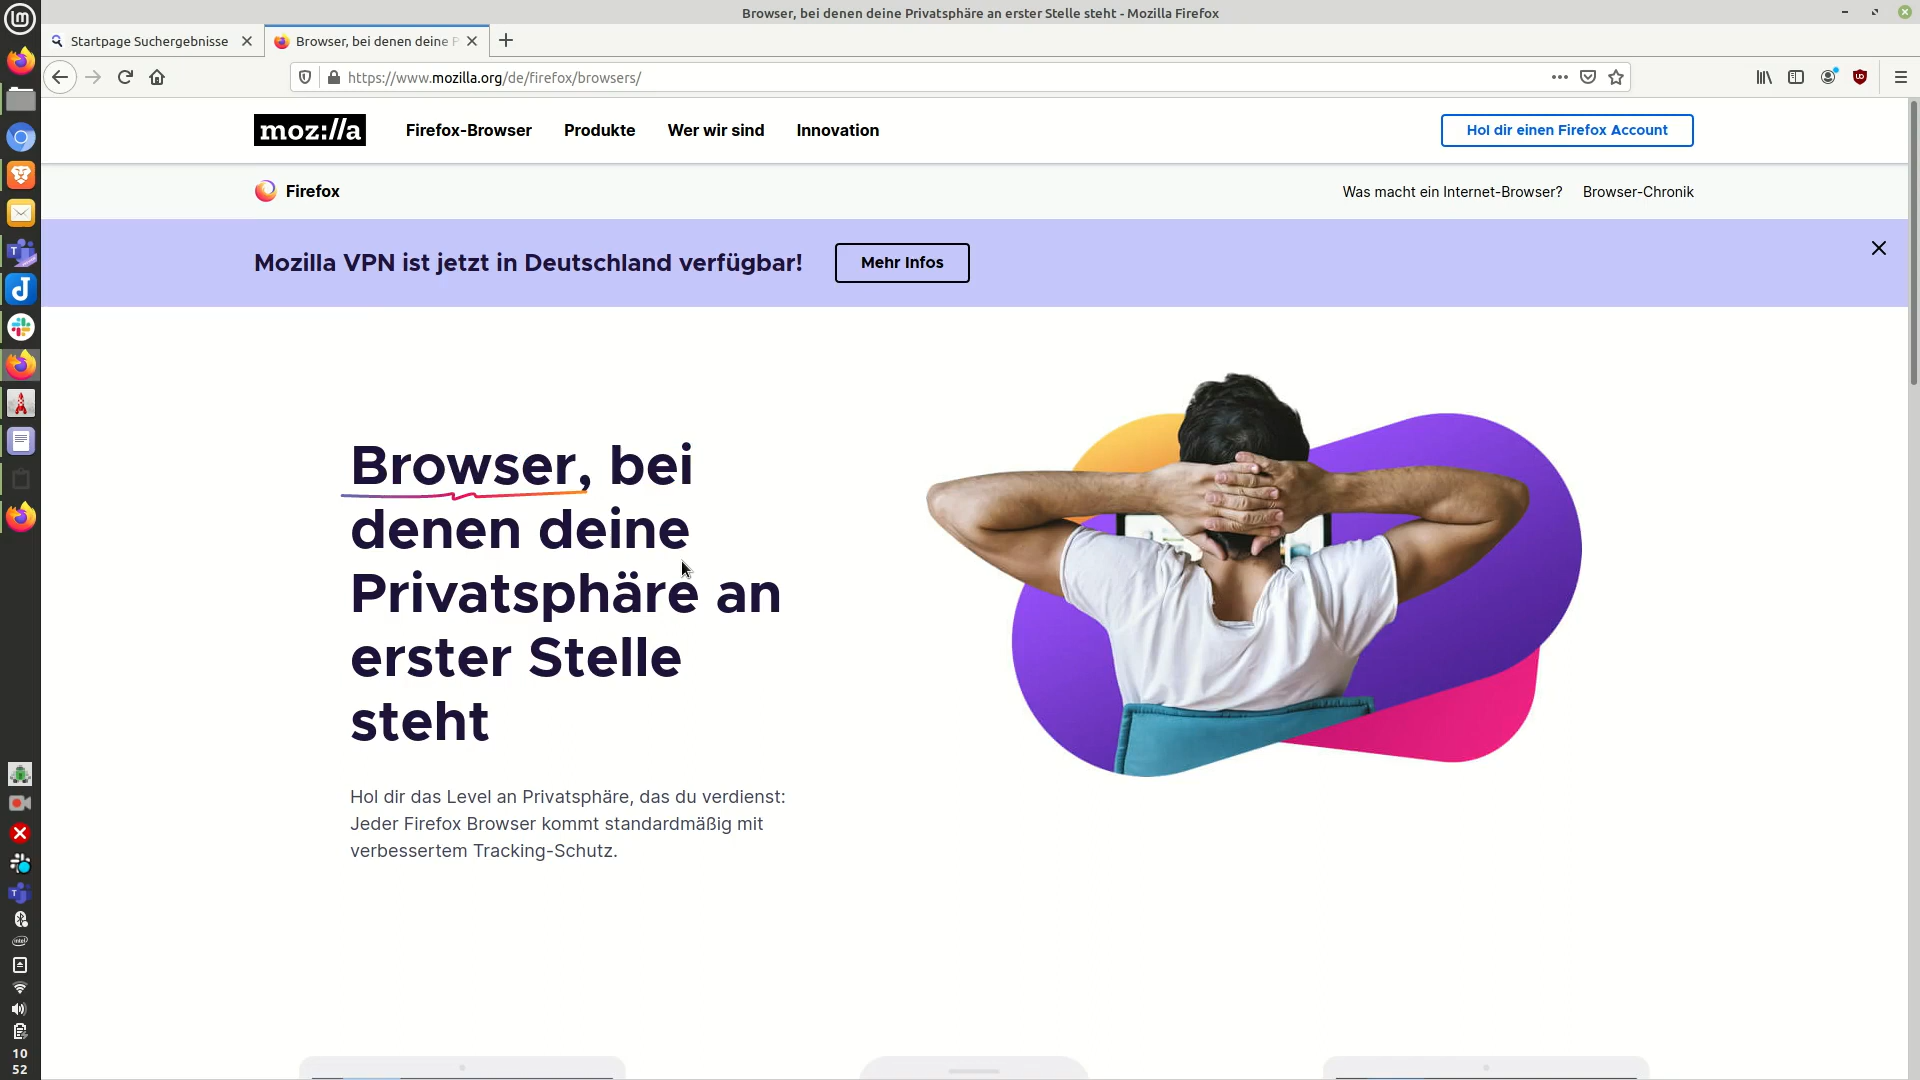 Browser, bei denen deine Privatsphäre an erster Stelle steht - Mozilla Firefox
Startpage Suchergebnisse
Browser, bei denen deine P
https://www.mozilla.org/de/firefox/browsers/
moz://a
Firefox-Browser
Produkte
Wer wir sind
Innovation
Hol dir einen Firefox Account
Firefox
Was macht ein Internet-Browser?
Browser-Chronik
Mozilla VPN ist jetzt in Deutschland verfügbar!
Mehr Infos
Browser, bei
denen deine
Privatsphäre an
erster Stelle
steht
Hol dir das Level an Privatsphäre, das du verdienst:
Jeder Firefox Browser kommt standardmäßig mit
verbessertem Tracking-Schutz.
10
52